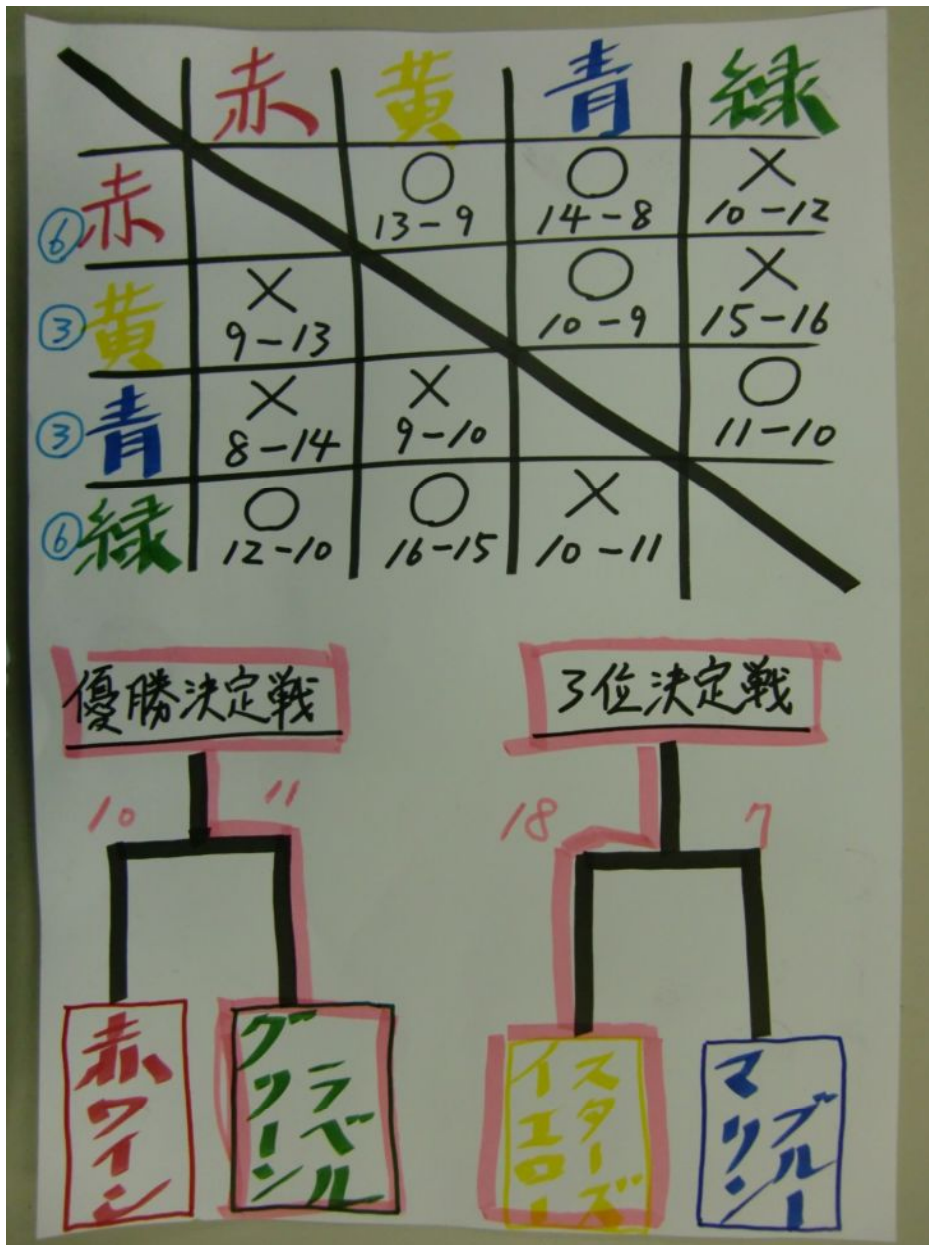 赤 黄 青 緑
⑥ 赤 ○ ○ ×
13-9 14-8 10-12
③ 黄 × ○ ×
9-13 10-9 15-16
③ 青 × × ○
8-14 9-10 11-10
⑥ 緑 ○ ○ ×
12-10 16-15 10-11
優勝決定戦
3位決定戦
10 11
18 7
赤ワイン
グリーン
ラベル
イエロー
スターズ
マリン
ブルー